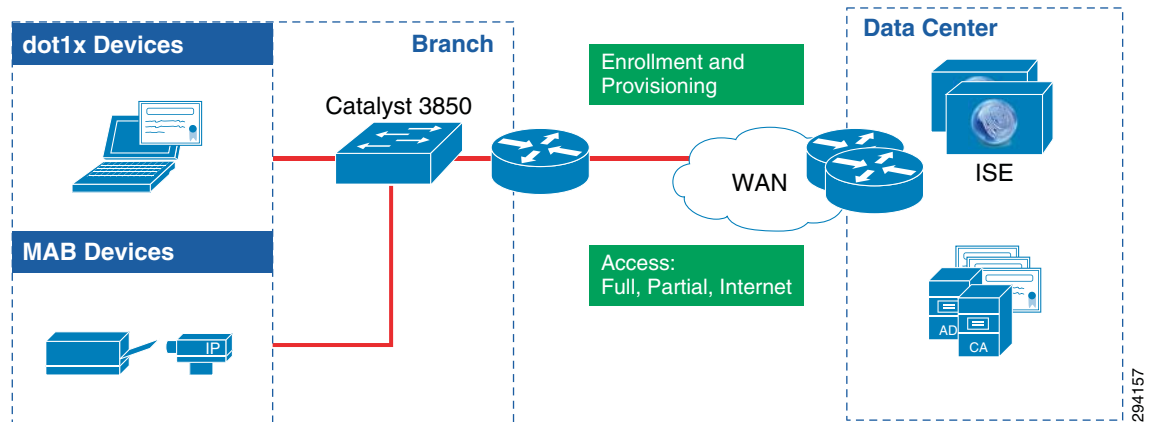 dot1x Devices
Branch
Data Center
Enrollment and
Provisioning
Catalyst 3850
ISE
WAN
MAB Devices
Access:
Full, Partial, Internet
IP
AD
CA
294157